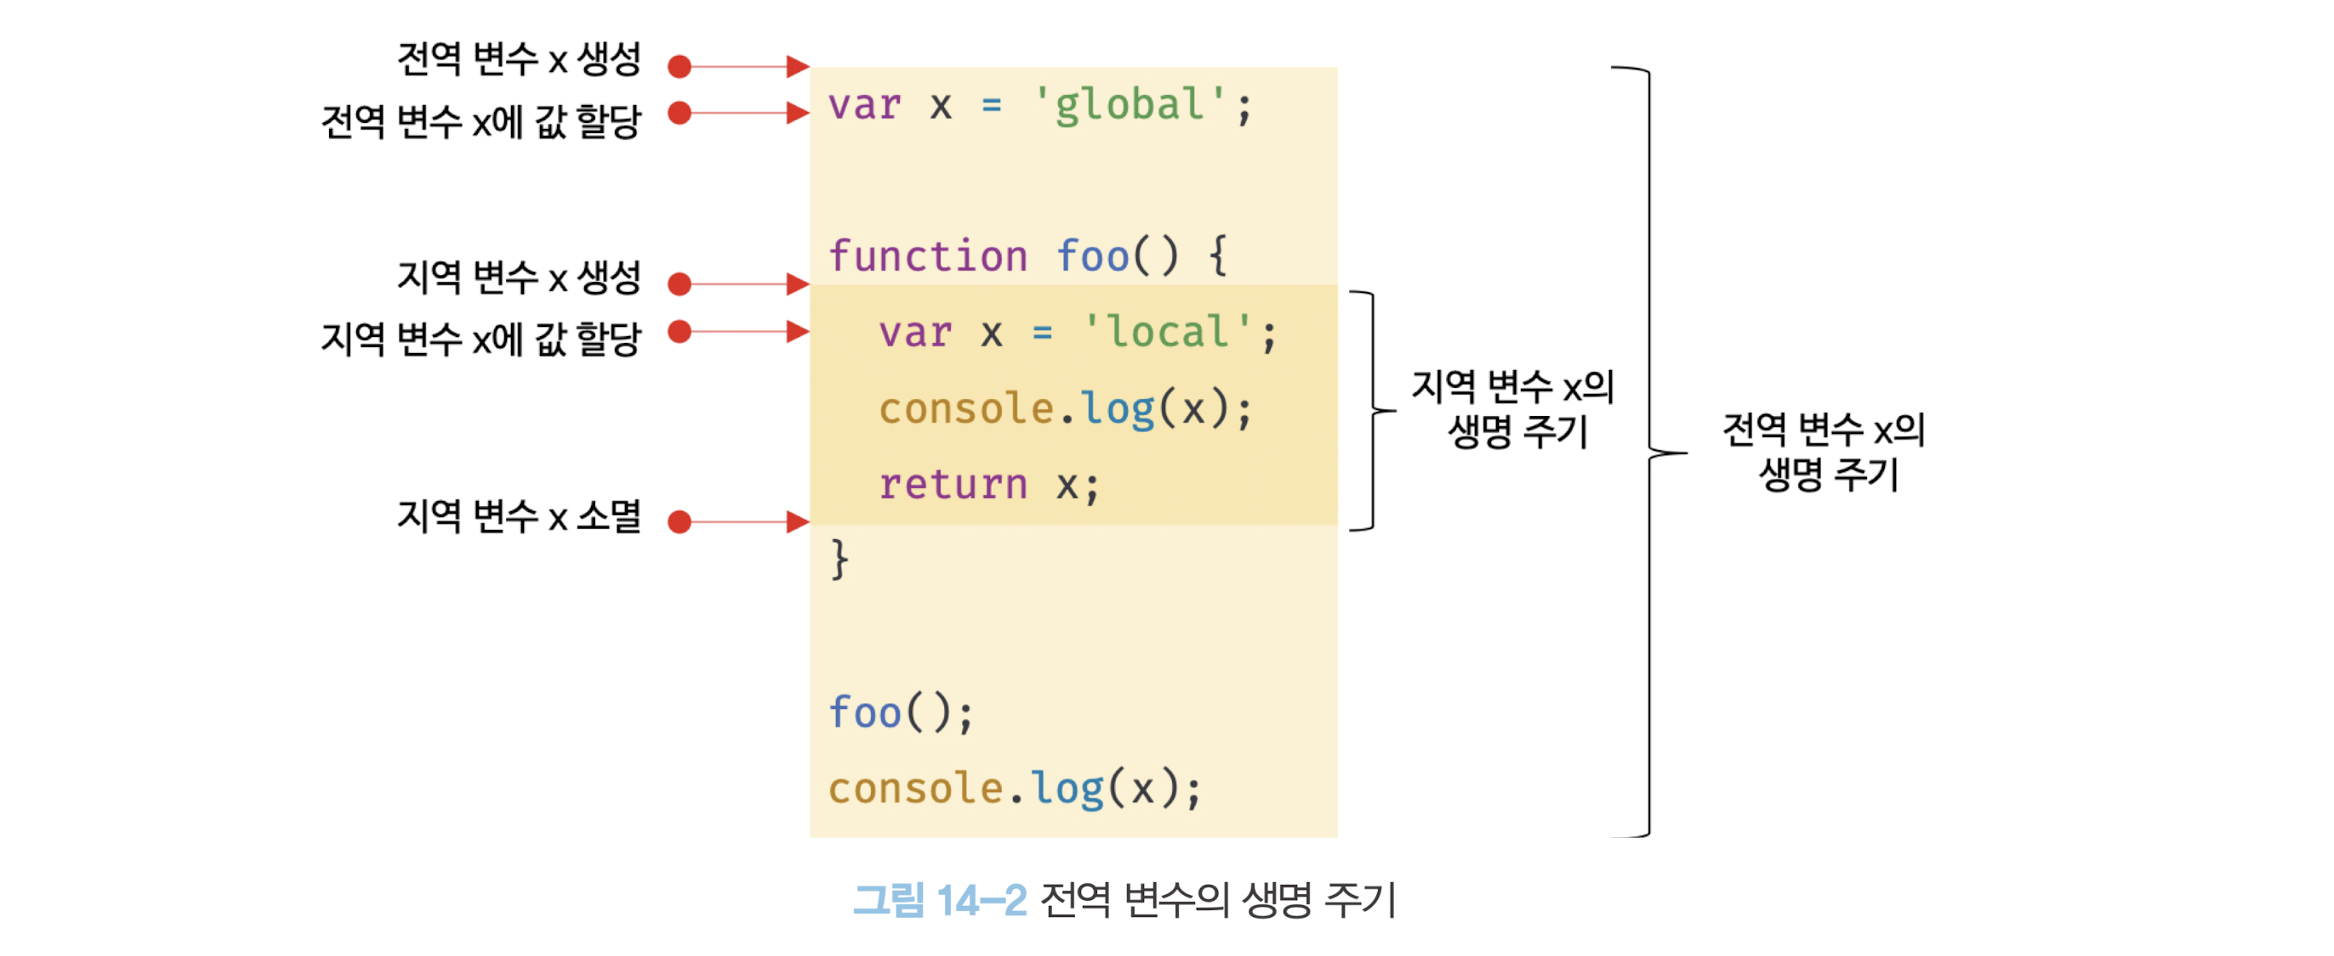 전역 변수 x 생성
전역 변수 x에 값 할당
var x = 'global';
지역 변수 x 생성
지역 변수 x에 값 할당
지역 변수 x 소멸
function foo() {
  var x = 'local';
  console.log(x);
  return x;
}
foo();
console.log(x);
지역 변수 x의
생명 주기
전역 변수 x의
생명 주기
그림 14-2 전역 변수의 생명 주기